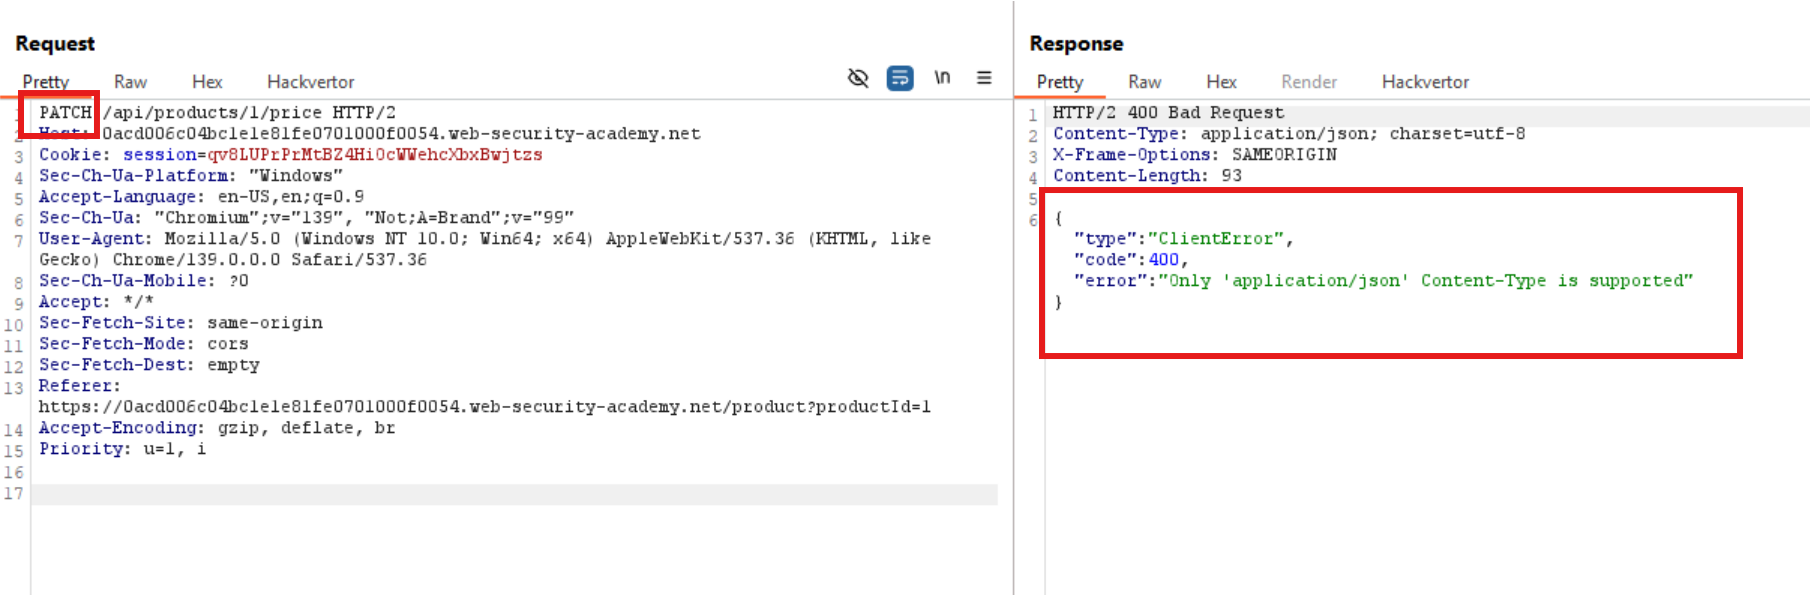 Request
Pretty Raw Hex Hackvertor \n
1 PATCH /api/products/1/price HTTP/2
2 Host: 0acd006c04bc1e1e81fe0701000f0054.web-security-academy.net
3 Cookie: session=qv8LUPrPrMtBZ4Hi0cWWehcXbxBwjtzs
4 Sec-Ch-Ua-Platform: "Windows"
5 Accept-Language: en-US,en;q=0.9
6 Sec-Ch-Ua: "Chromium";v="139", "Not;A=Brand";v="99"
7 User-Agent: Mozilla/5.0 (Windows NT 10.0; Win64; x64) AppleWebKit/537.36 (KHTML, like
Gecko) Chrome/139.0.0.0 Safari/537.36
8 Sec-Ch-Ua-Mobile: ?0
9 Accept: */*
10 Sec-Fetch-Site: same-origin
11 Sec-Fetch-Mode: cors
12 Sec-Fetch-Dest: empty
13 Referer:
https://0acd006c04bc1e1e81fe0701000f0054.web-security-academy.net/product?productId=1
14 Accept-Encoding: gzip, deflate, br
15 Priority: u=1, i
16
17
Response
Pretty Raw Hex Render Hackvertor
1 HTTP/2 400 Bad Request
2 Content-Type: application/json; charset=utf-8
3 X-Frame-Options: SAMEORIGIN
4 Content-Length: 93
5
6 {
"type":"ClientError",
"code":400,
"error":"Only 'application/json' Content-Type is supported"
}